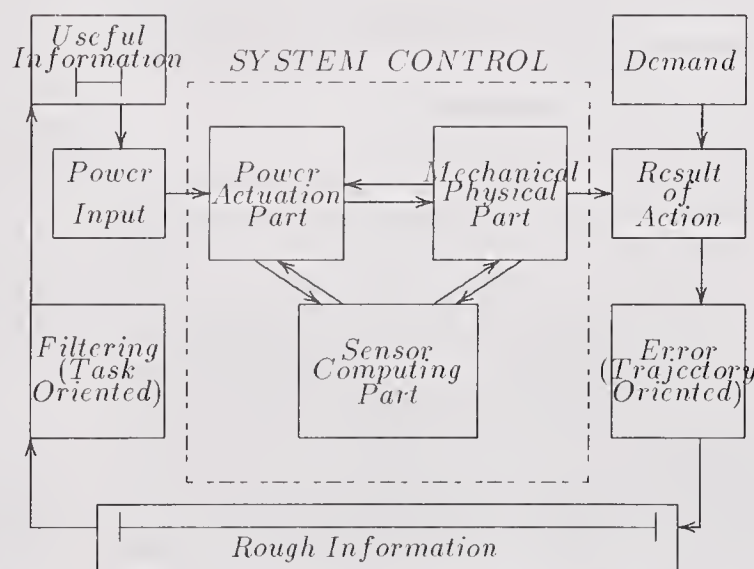 Useful
Information
SYSTEM CONTROL
Demand
Power
Input
Power
Actuation
Part
Mechanical
Physical
Part
Result
of
Action
Filtering
(Task
Oriented)
Sensor
Computing
Part
Error
(Trajectory
Oriented)
Rough Information